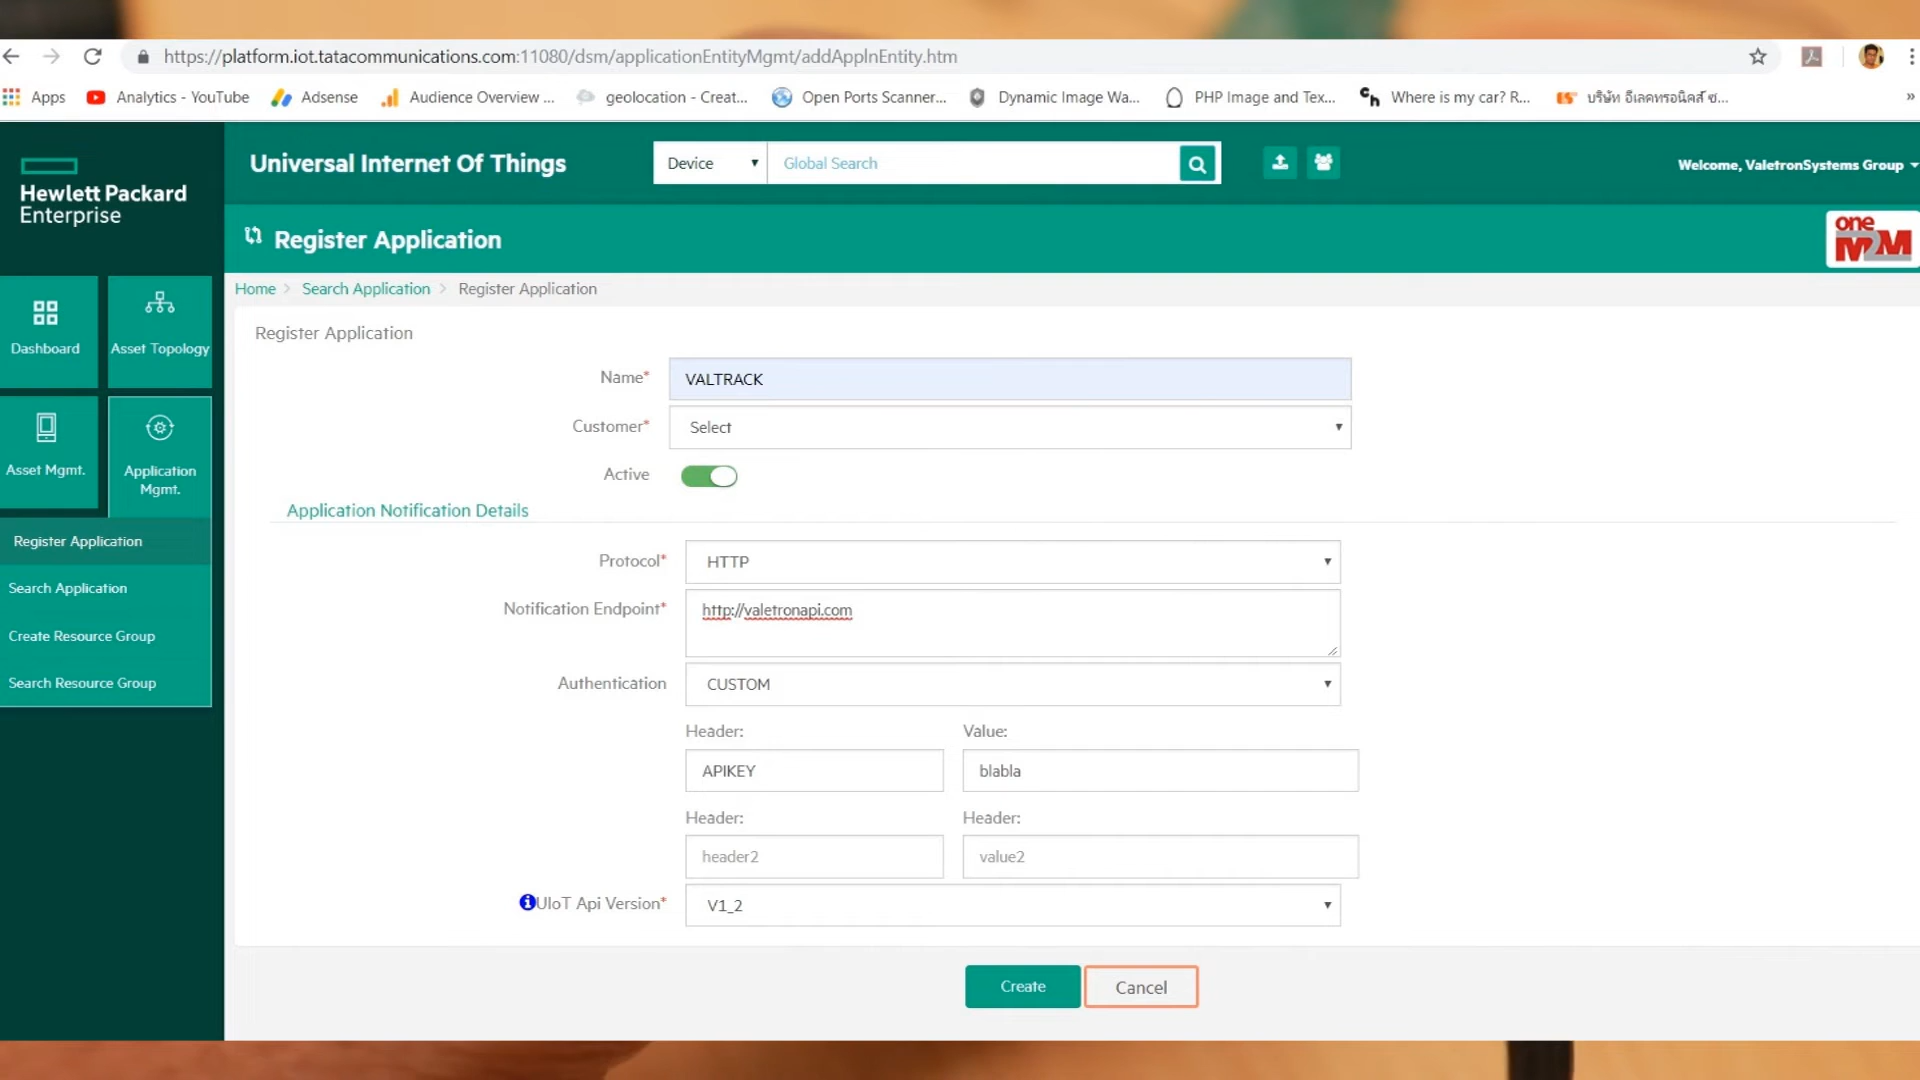 https://platform.iot.tatacommunications.com:11080/dsm/applicationEntityMgmt/addAppInEntity.htm
Apps Analytics - YouTube Adsense Audience Overview ... geolocation - Creat... Open Ports Scanner... Dynamic Image Wa... PHP Image and Tex... Where is my car? R... บริษัท อีเลคทรอนิคส์ ซ... »
Hewlett Packard
Enterprise
Universal Internet Of Things
Device
Global Search
Welcome, ValetronSystems Group
Register Application
one
M2M
Home > Search Application > Register Application
Dashboard
Asset Topology
Asset Mgmt.
Application
Mgmt.
Register Application
Search Application
Create Resource Group
Search Resource Group
Register Application
Name* VALTRACK
Customer* Select
Active
Application Notification Details
Protocol* HTTP
Notification Endpoint* http://valetronapi.com
Authentication CUSTOM
Header: Value:
APIKEY blabla
Header: Header:
header2 value2
UIoT Api Version* V1_2
Create Cancel